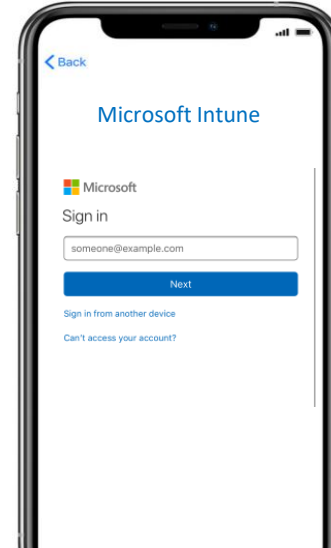 Back
Microsoft Intune
Microsoft
Sign in
someone@example.com
Next
Sign in from another device
Can't access your account?